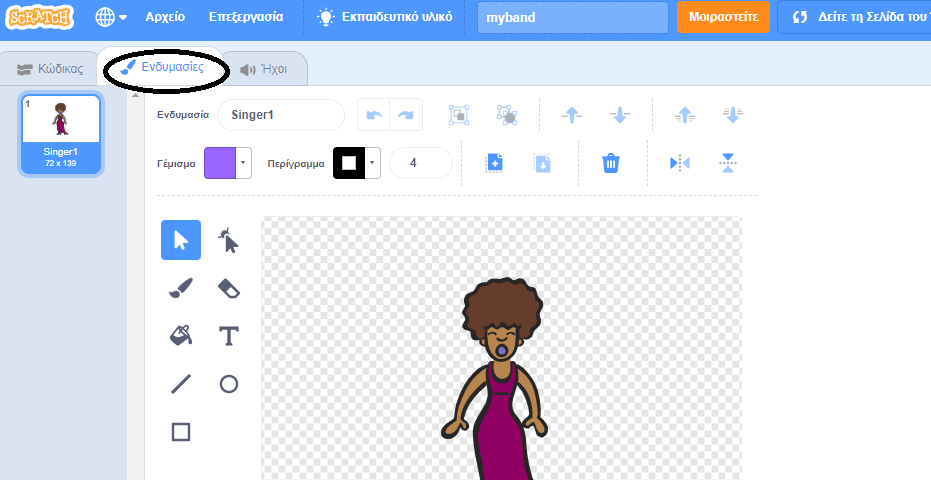 SCRATCH Αρχείο Επεξεργασία Εκπαιδευτικό υλικό myband Μοιραστείτε Δείτε τη Σελίδα του
Κώδικας Ενδυμασίες Ήχοι
1
Singer1
72 x 139
Ενδυμασία Singer1
Γέμισμα Περίγραμμα 4